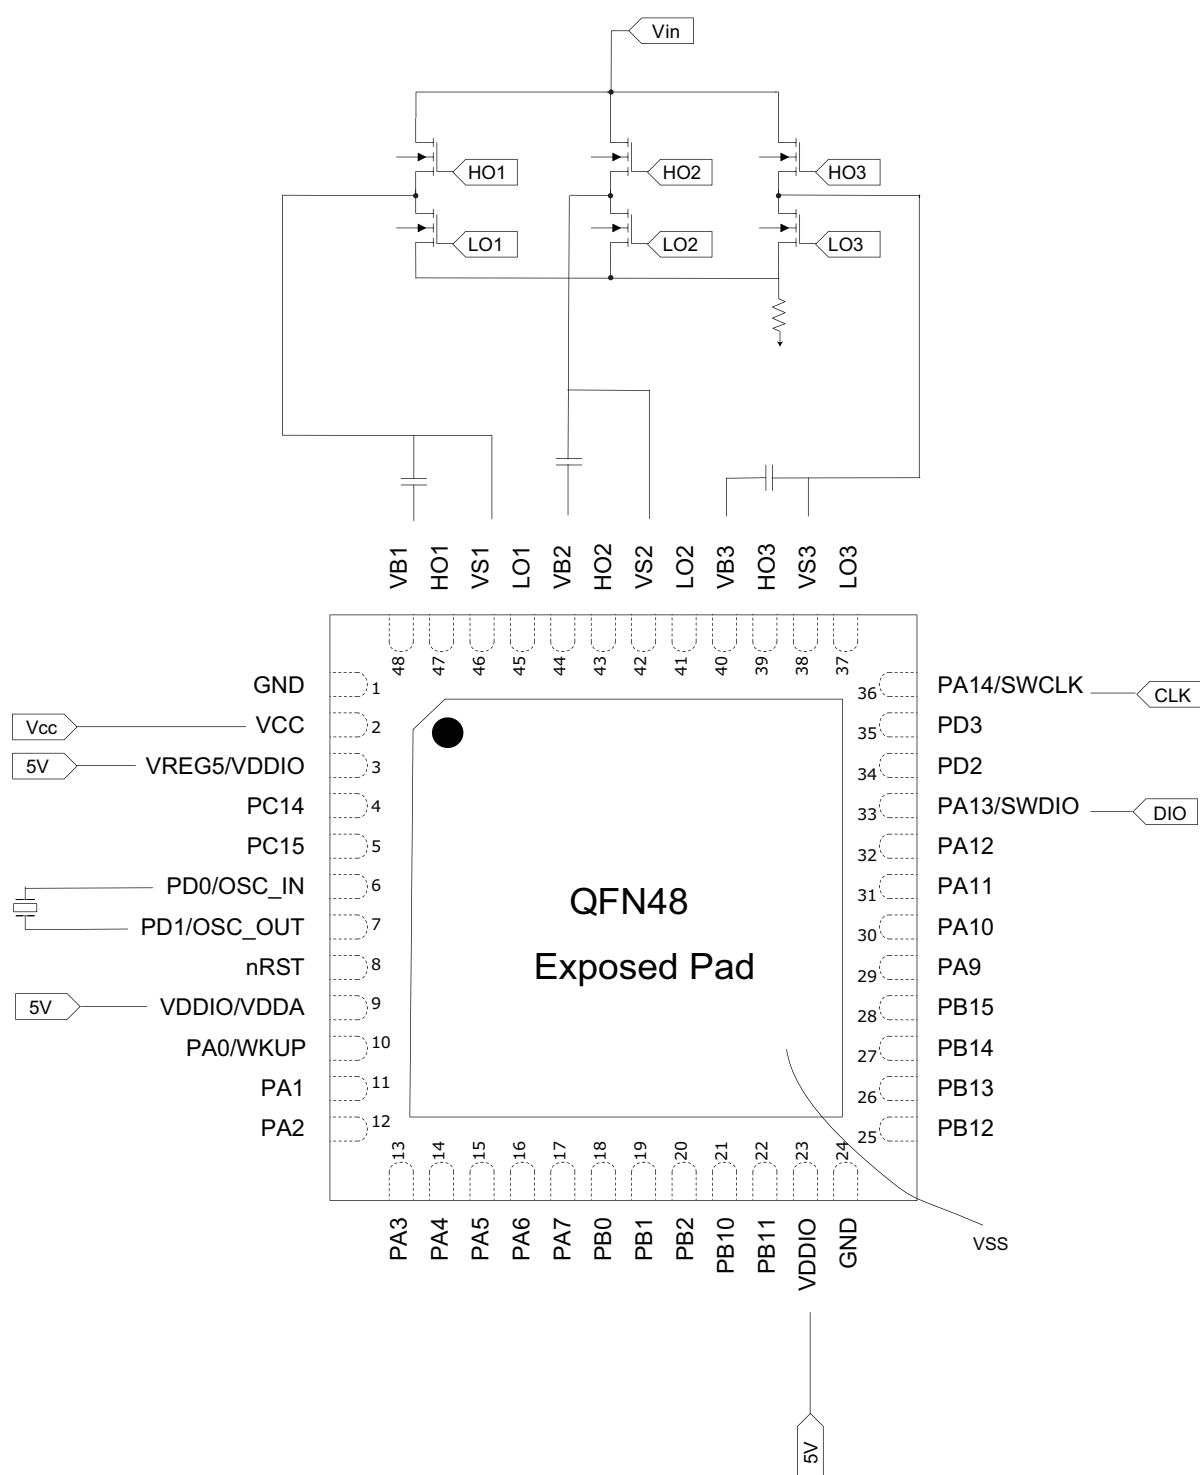 Vin
HO1
HO2
HO3
LO1
LO2
LO3
VB1
HO1
VS1
LO1
VB2
HO2
VS2
LO2
VB3
HO3
VS3
LO3
48
47
46
45
44
43
42
41
40
39
38
37
GND 1
Vcc VCC 2
5V VREG5/VDDIO 3
PC14 4
PC15 5
PD0/OSC_IN 6
PD1/OSC_OUT 7
nRST 8
5V VDDIO/VDDA 9
PA0/WKUP 10
PA1 11
PA2 12
QFN48
Exposed Pad
36 PA14/SWCLK CLK
35 PD3
34 PD2
33 PA13/SWDIO DIO
32 PA12
31 PA11
30 PA10
29 PA9
28 PB15
27 PB14
26 PB13
25 PB12
13
14
15
16
17
18
19
20
21
22
23
24
PA3
PA4
PA5
PA6
PA7
PB0
PB1
PB2
PB10
PB11
VDDIO
GND
VSS
5V